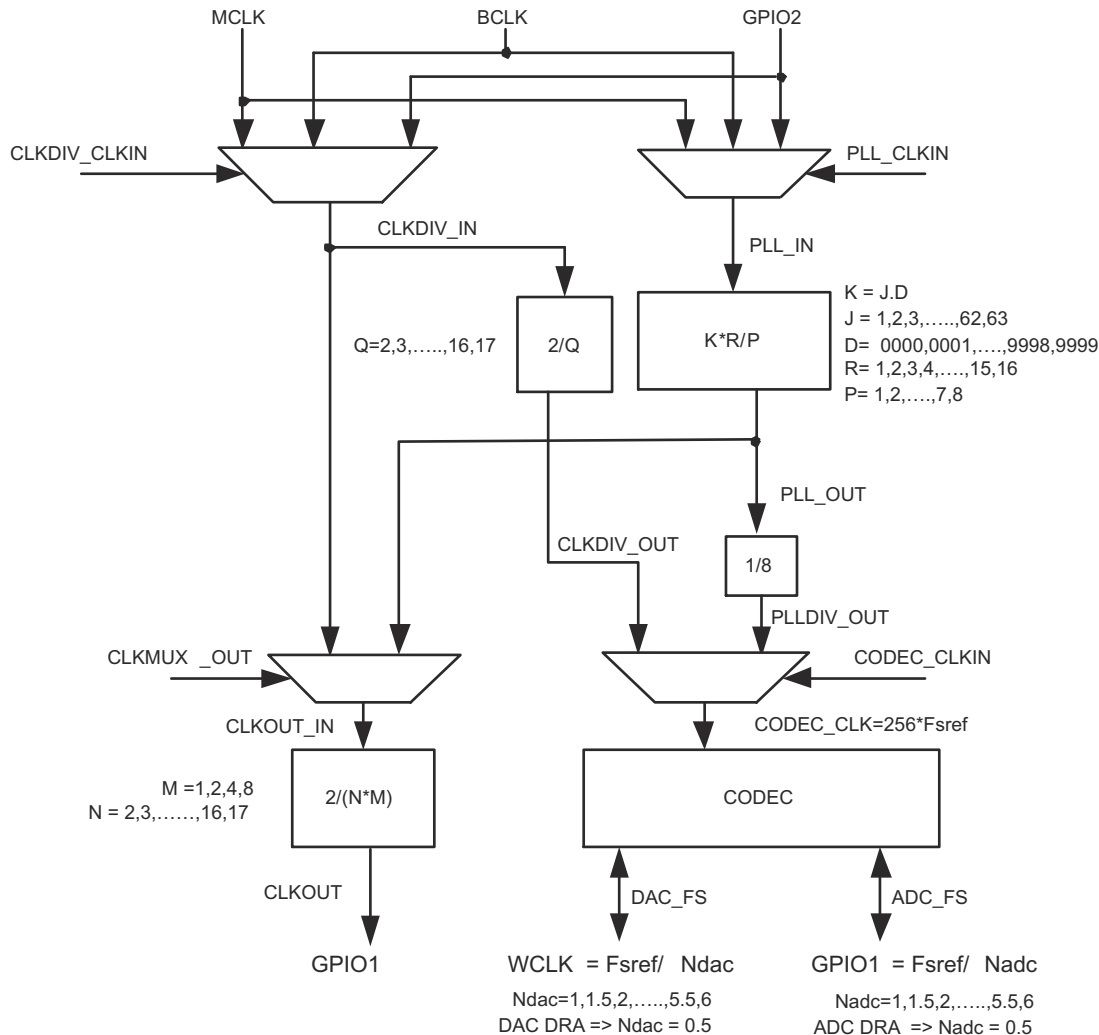 MCLK
BCLK
GPIO2
CLKDIV_CLKIN
PLL_CLKIN
CLKDIV_IN
PLL_IN
Q=2,3,…..,16,17
2/Q
K*R/P
K = J.D
J = 1,2,3,…..,62,63
D= 0000,0001,….,9998,9999
R= 1,2,3,4,….,15,16
P= 1,2,….,7,8
PLL_OUT
CLKDIV_OUT
1/8
PLLDIV_OUT
CLKMUX _OUT
CODEC_CLKIN
CLKOUT_IN
CODEC_CLK=256*Fsref
M =1,2,4,8
N = 2,3,……,16,17
2/(N*M)
CODEC
CLKOUT
DAC_FS
ADC_FS
GPIO1
WCLK = Fsref/ Ndac
GPIO1 = Fsref/ Nadc
Ndac=1,1.5,2,…..,5.5,6
DAC DRA => Ndac = 0.5
Nadc=1,1.5,2,…..,5.5,6
ADC DRA => Nadc = 0.5